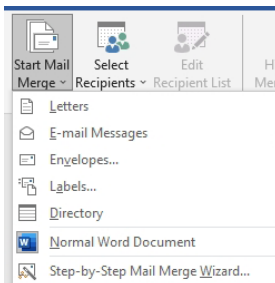 Start Mail Select Edit H
Merge Recipients Recipient List Me
Letters
E-mail Messages
Envelopes...
Labels...
Directory
Normal Word Document
Step-by-Step Mail Merge Wizard...